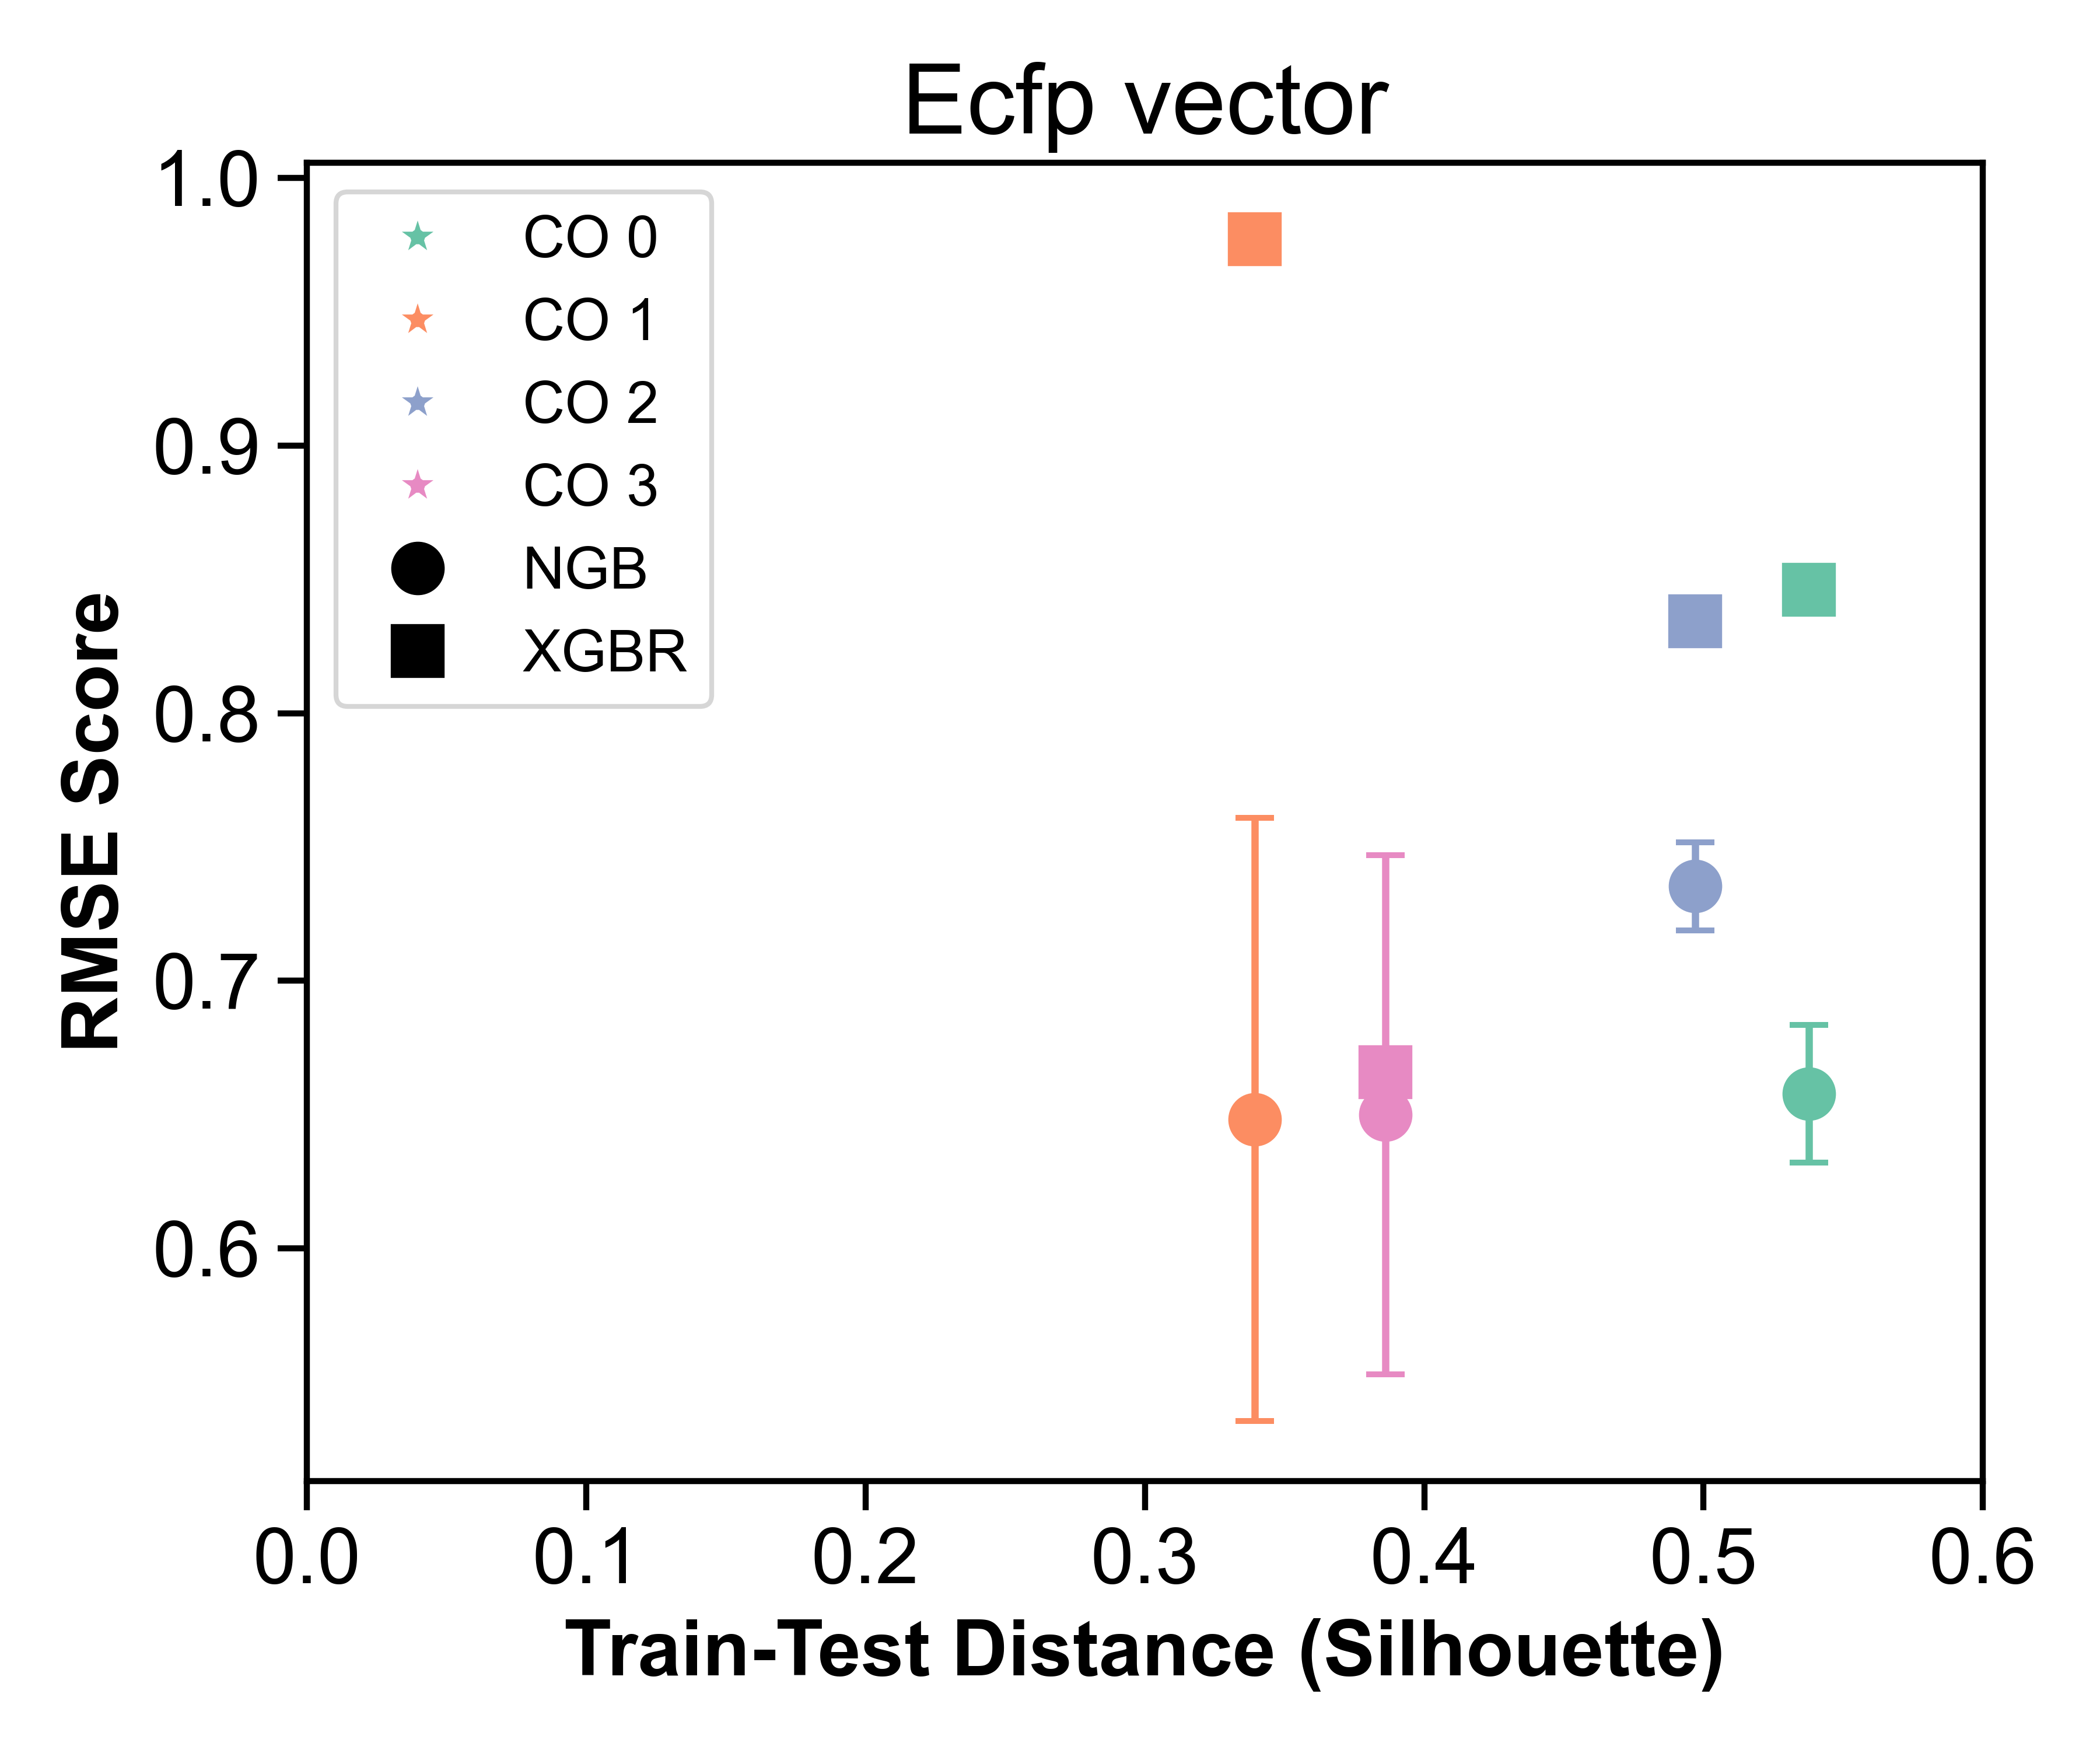 Ecfp vector
1.0
0.9
0.8
0.7
0.6
RMSE Score
CO 0
CO 1
CO 2
CO 3
NGB
XGBR
0.0 0.1 0.2 0.3 0.4 0.5 0.6
Train-Test Distance (Silhouette)